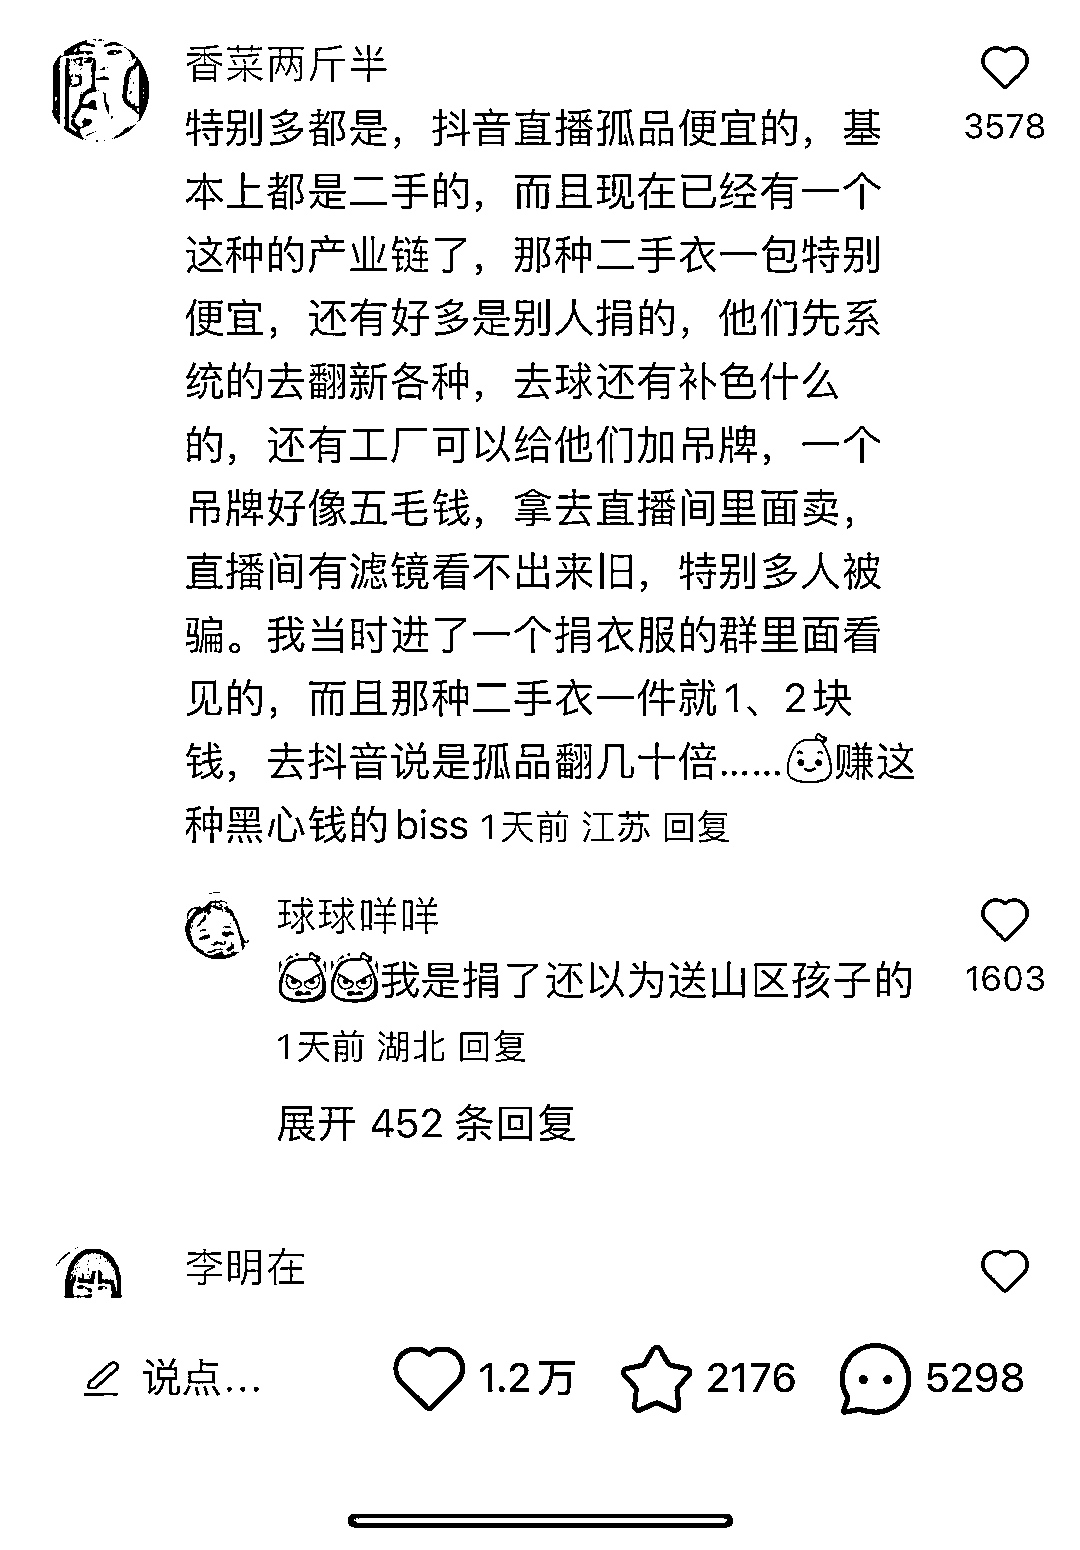 香菜两斤半
3578
特别多都是，抖音直播孤品便宜的，基
本上都是二手的，而且现在已经有一个
这种的产业链了，那种二手衣一包特别
便宜，还有好多是别人捐的，他们先系
统的去翻新各种，去球还有补色什么
的，还有工厂可以给他们加吊牌，一个
吊牌好像五毛钱，拿去直播间里面卖，
直播间有滤镜看不出来旧，特别多人被
骗。我当时进了一个捐衣服的群里面看
见的，而且那种二手衣一件就1、2块
钱，去抖音说是孤品翻几十倍……赚这
种黑心钱的biss 1天前 江苏 回复
球球咩咩
我是捐了还以为送山区孩子的
1603
1天前 湖北 回复
展开 452 条回复
李明在
说点... 1.2万 2176 5298